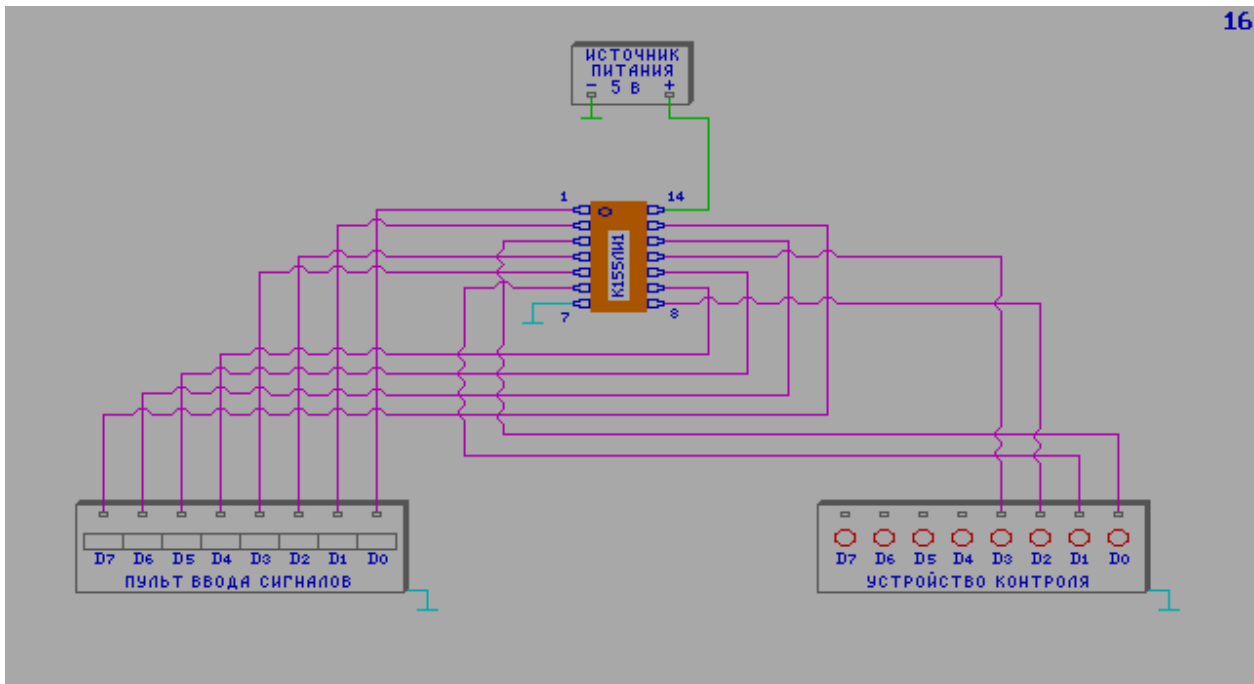 16
ИСТОЧНИК
ПИТАНИЯ
- 5 В +
1
14
К155ЛИ1
7
8
D7 D6 D5 D4 D3 D2 D1 D0
ПУЛЬТ ВВОДА СИГНАЛОВ
D7 D6 D5 D4 D3 D2 D1 D0
УСТРОЙСТВО КОНТРОЛЯ